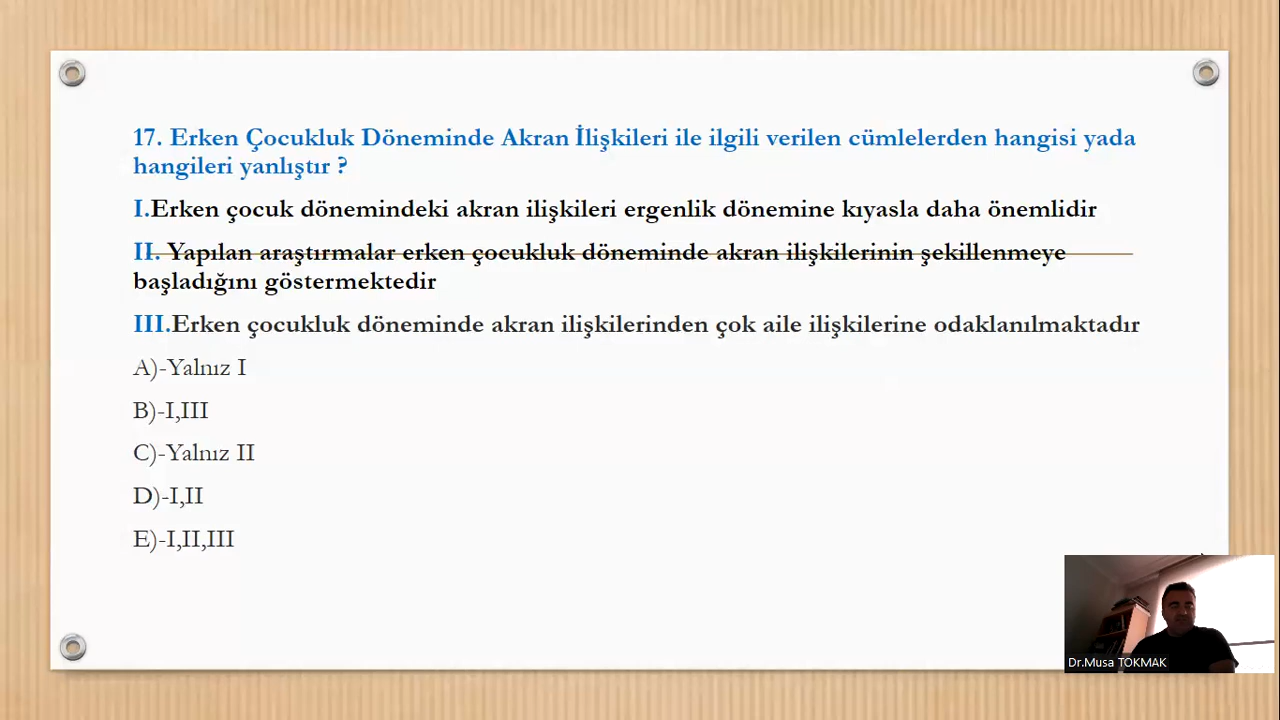 17. Erken Çocukluk Döneminde Akran İlişkileri ile ilgili verilen cümlelerden hangisi yada
hangileri yanlıştır ?
I.Erken çocuk dönemindeki akran ilişkileri ergenlik dönemine kıyasla daha önemlidir
II. Yapılan araştırmalar erken çocukluk döneminde akran ilişkilerinin şekillenmeye
başladığını göstermektedir
III.Erken çocukluk döneminde akran ilişkilerinden çok aile ilişkilerine odaklanılmaktadır
A)-Yalnız I
B)-I,III
C)-Yalnız II
D)-I,II
E)-I,II,III
Dr.Musa TOKMAK